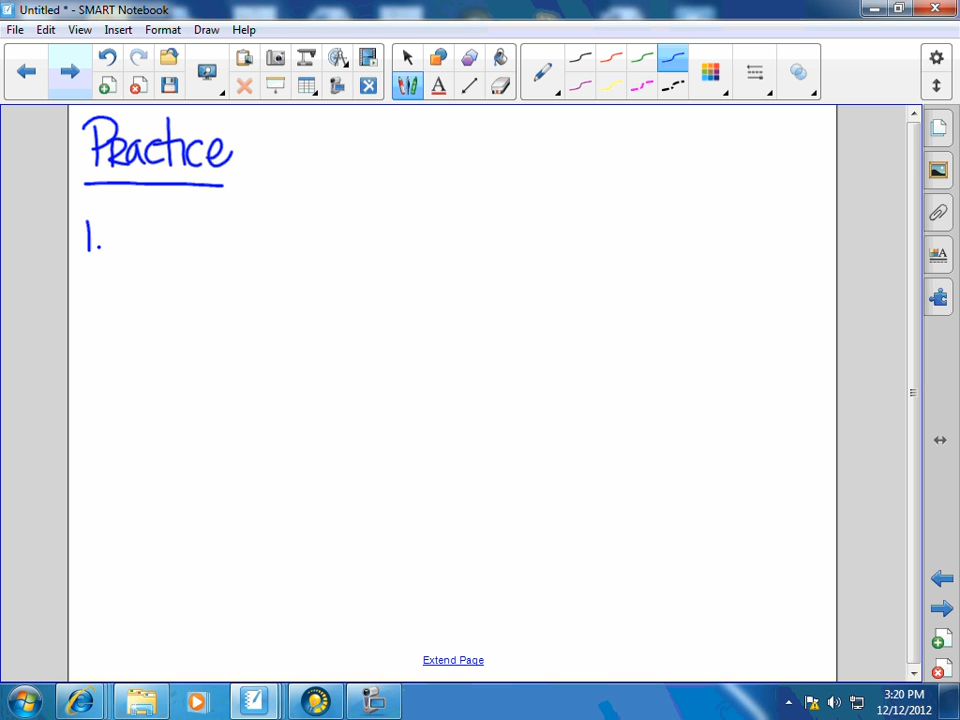 Untitled * - SMART Notebook
File Edit View Insert Format Draw Help
Practice
1.
Extend Page
3:20 PM
12/12/2012